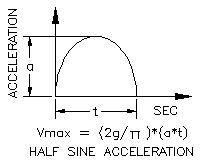 ACCELERATION
a
t
SEC
Vmax = (2g/π)*(a*t)
HALF SINE ACCELERATION